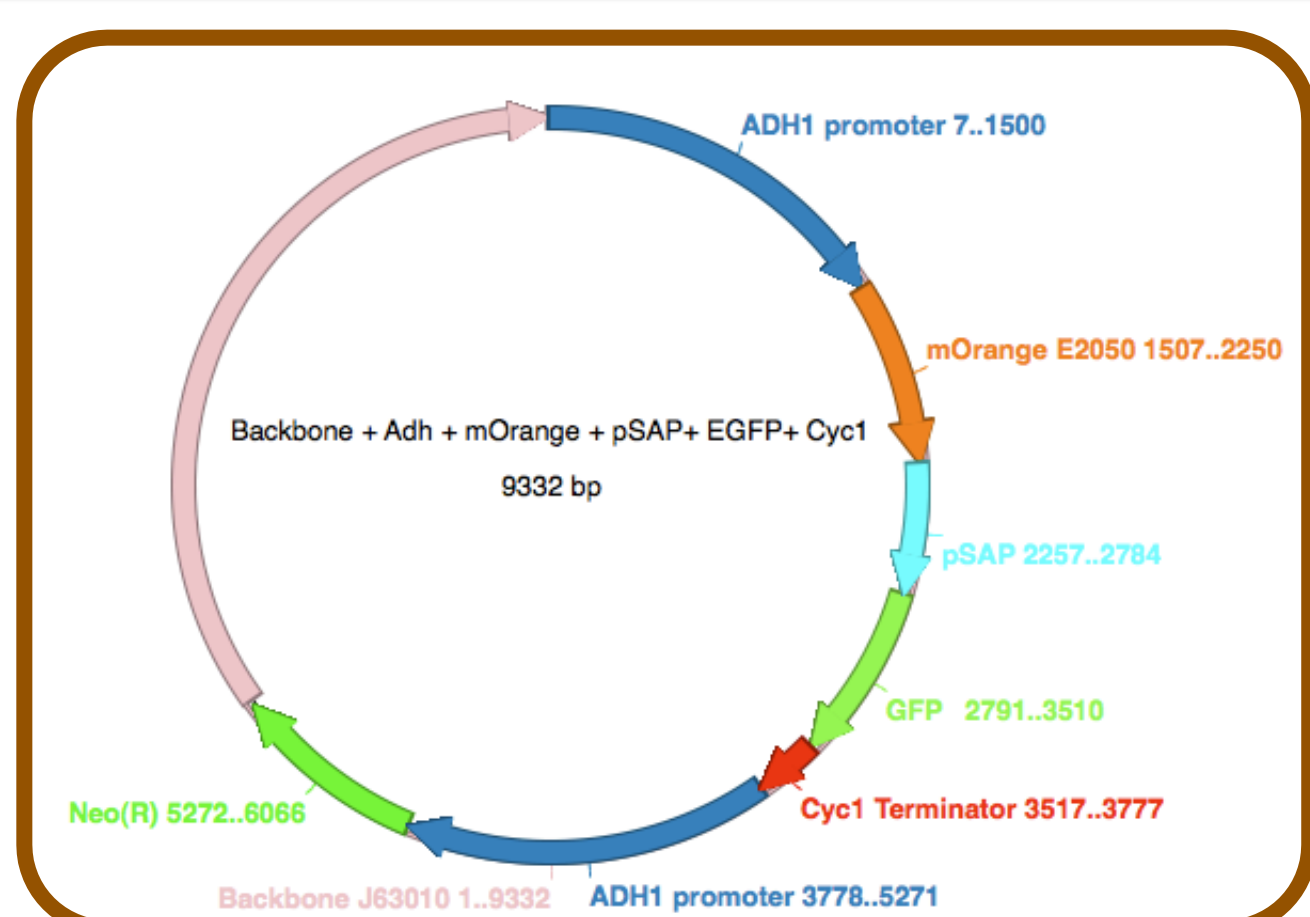 ADH1 promoter 7..1500
mOrange E2050 1507..2250
Backbone + Adh + mOrange + pSAP+ EGFP+ Cyc1
9332 bp
pSAP 2257..2784
GFP 2791..3510
Cyc1 Terminator 3517..3777
Neo(R) 5272..6066
Backbone J63010 1..9332
ADH1 promoter 3778..5271